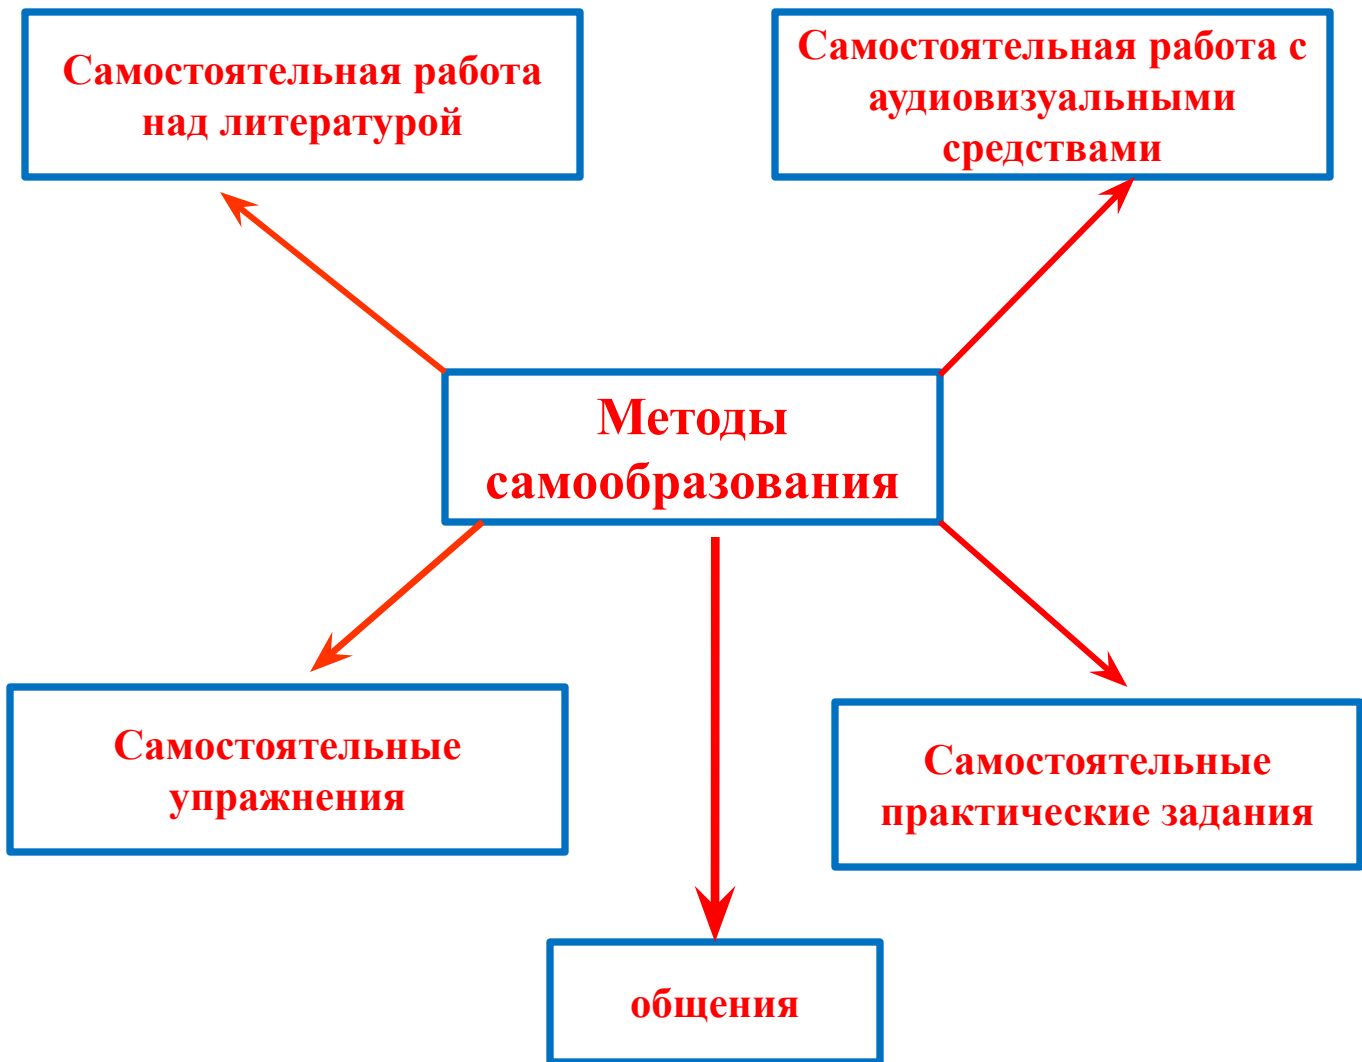 Самостоятельная работа
над литературой
Самостоятельная работа с
аудиовизуальными
средствами
Методы
самообразования
Самостоятельные
упражнения
Самостоятельные
практические задания
общения